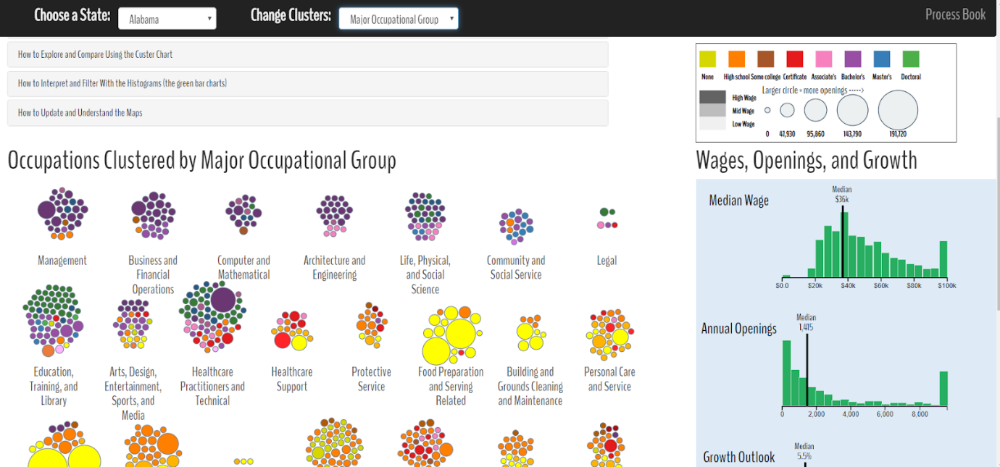 Choose a State: Alabama Change Clusters: Major Occupational Group Process Book
How to Explore and Compare Using the Custer Chart
How to Interpret and Filter With the Histograms (the green bar charts)
How to Update and Understand the Maps
None High school Some college Certificate Associate's Bachelor's Master's Doctoral
Larger circle = more openings ----->
High Wage
Mid Wage
Low Wage
0 47,930 95,860 143,790 191,720
Occupations Clustered by Major Occupational Group
Management
Business and
Financial
Operations
Computer and
Mathematical
Architecture and
Engineering
Life, Physical,
and Social
Science
Community and
Social Service
Legal
Education,
Training, and
Library
Arts, Design,
Entertainment,
Sports, and
Media
Healthcare
Practitioners and
Technical
Healthcare
Support
Protective
Service
Food Preparation
and Serving
Related
Building and
Grounds Cleaning
and Maintenance
Personal Care
and Service
Wages, Openings, and Growth
Median Wage
Median
$36k
$0.0 $20k $40k $60k $80k $100k
Annual Openings
Median
1,415
0 2,000 4,000 6,000 8,000
Growth Outlook
Median
5.5%